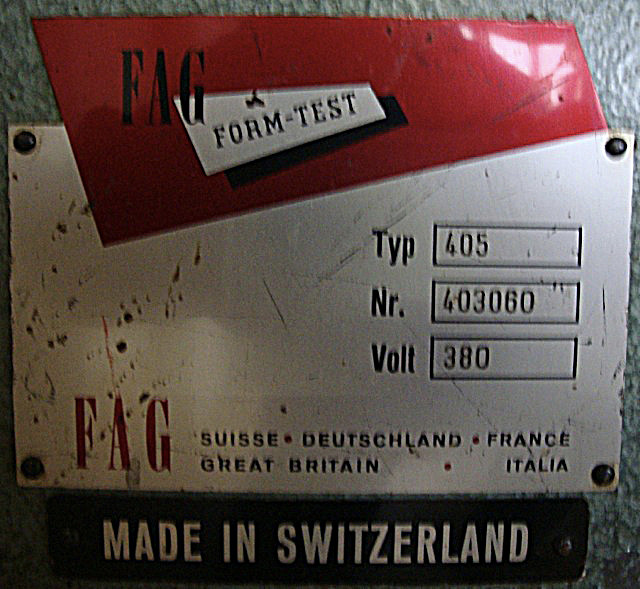 FAG
FORM-TEST
Typ 405
Nr. 403060
Volt 380
FAG
SUISSE • DEUTSCHLAND • FRANCE
GREAT BRITAIN • ITALIA
MADE IN SWITZERLAND